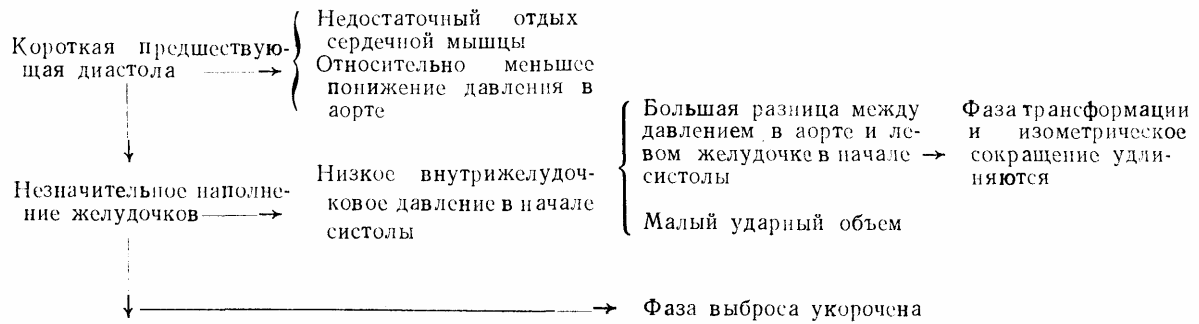 Короткая предшествую-
щая диастола
Недостаточный отдых
сердечной мышцы
Относительно меньшее
понижение давления в
аорте
Незначительное наполне-
ние желудочков
Низкое внутрижелудоч-
ковое давление в начале
систолы
Большая разница между
давлением в аорте и ле-
вом желудочке в начале
систолы
Малый ударный объем
Фаза трансформации
и изометрическое
сокращение удли-
няются
Фаза выброса укорочена